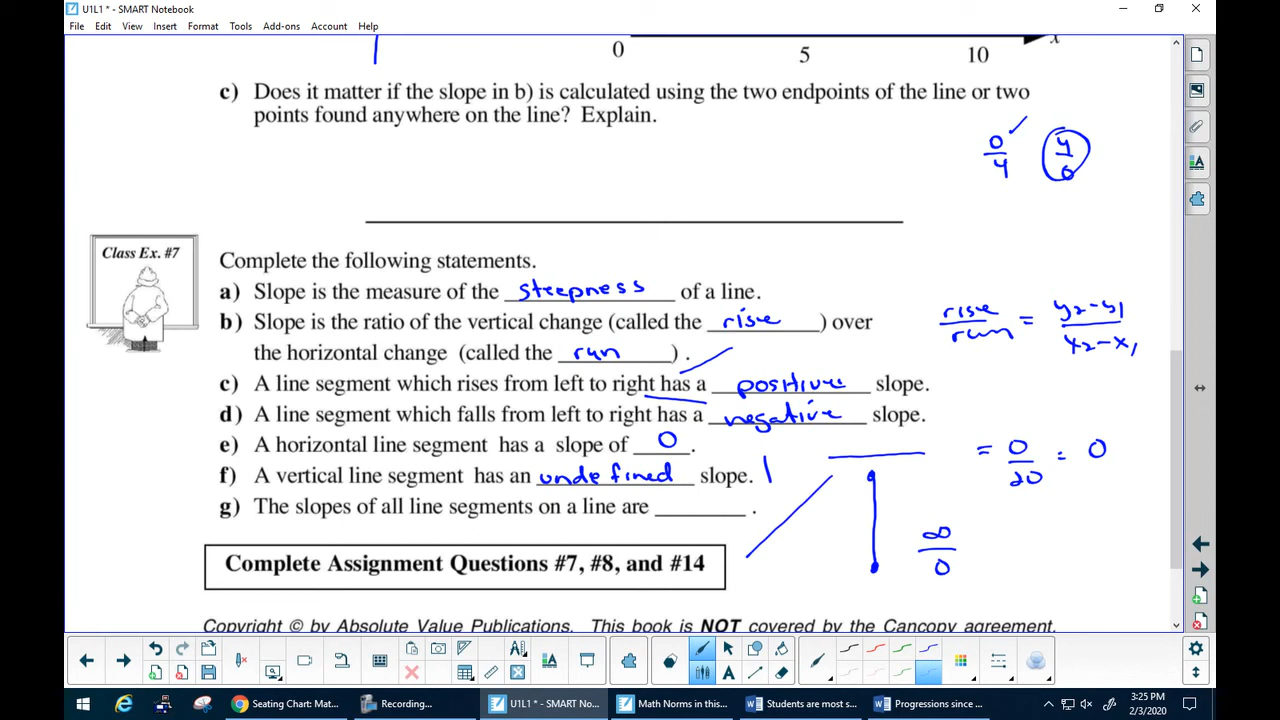 U1L1 * - SMART Notebook
File Edit View Insert Format Tools Add-ons Account Help
0 5 10 x
c) Does it matter if the slope in b) is calculated using the two endpoints of the line or two
points found anywhere on the line? Explain.
0/4 4/0
Class Ex. #7
Complete the following statements.
a) Slope is the measure of the steepness of a line.
b) Slope is the ratio of the vertical change (called the rise ) over
the horizontal change (called the run ) .
rise/run = y2-y1/x2-x1
c) A line segment which rises from left to right has a positive slope.
d) A line segment which falls from left to right has a negative slope.
e) A horizontal line segment has a slope of 0 .
= 0/20 = 0
f) A vertical line segment has an undefined slope.
g) The slopes of all line segments on a line are ________ .
∞/0
Complete Assignment Questions #7, #8, and #14
Copyright © by Absolute Value Publications. This book is NOT covered by the Cancopy agreement.
Seating Chart: Mat...
Recording...
U1L1 * - SMART No...
Math Norms in this...
Students are most s...
Progressions since ...
3:25 PM
2/3/2020